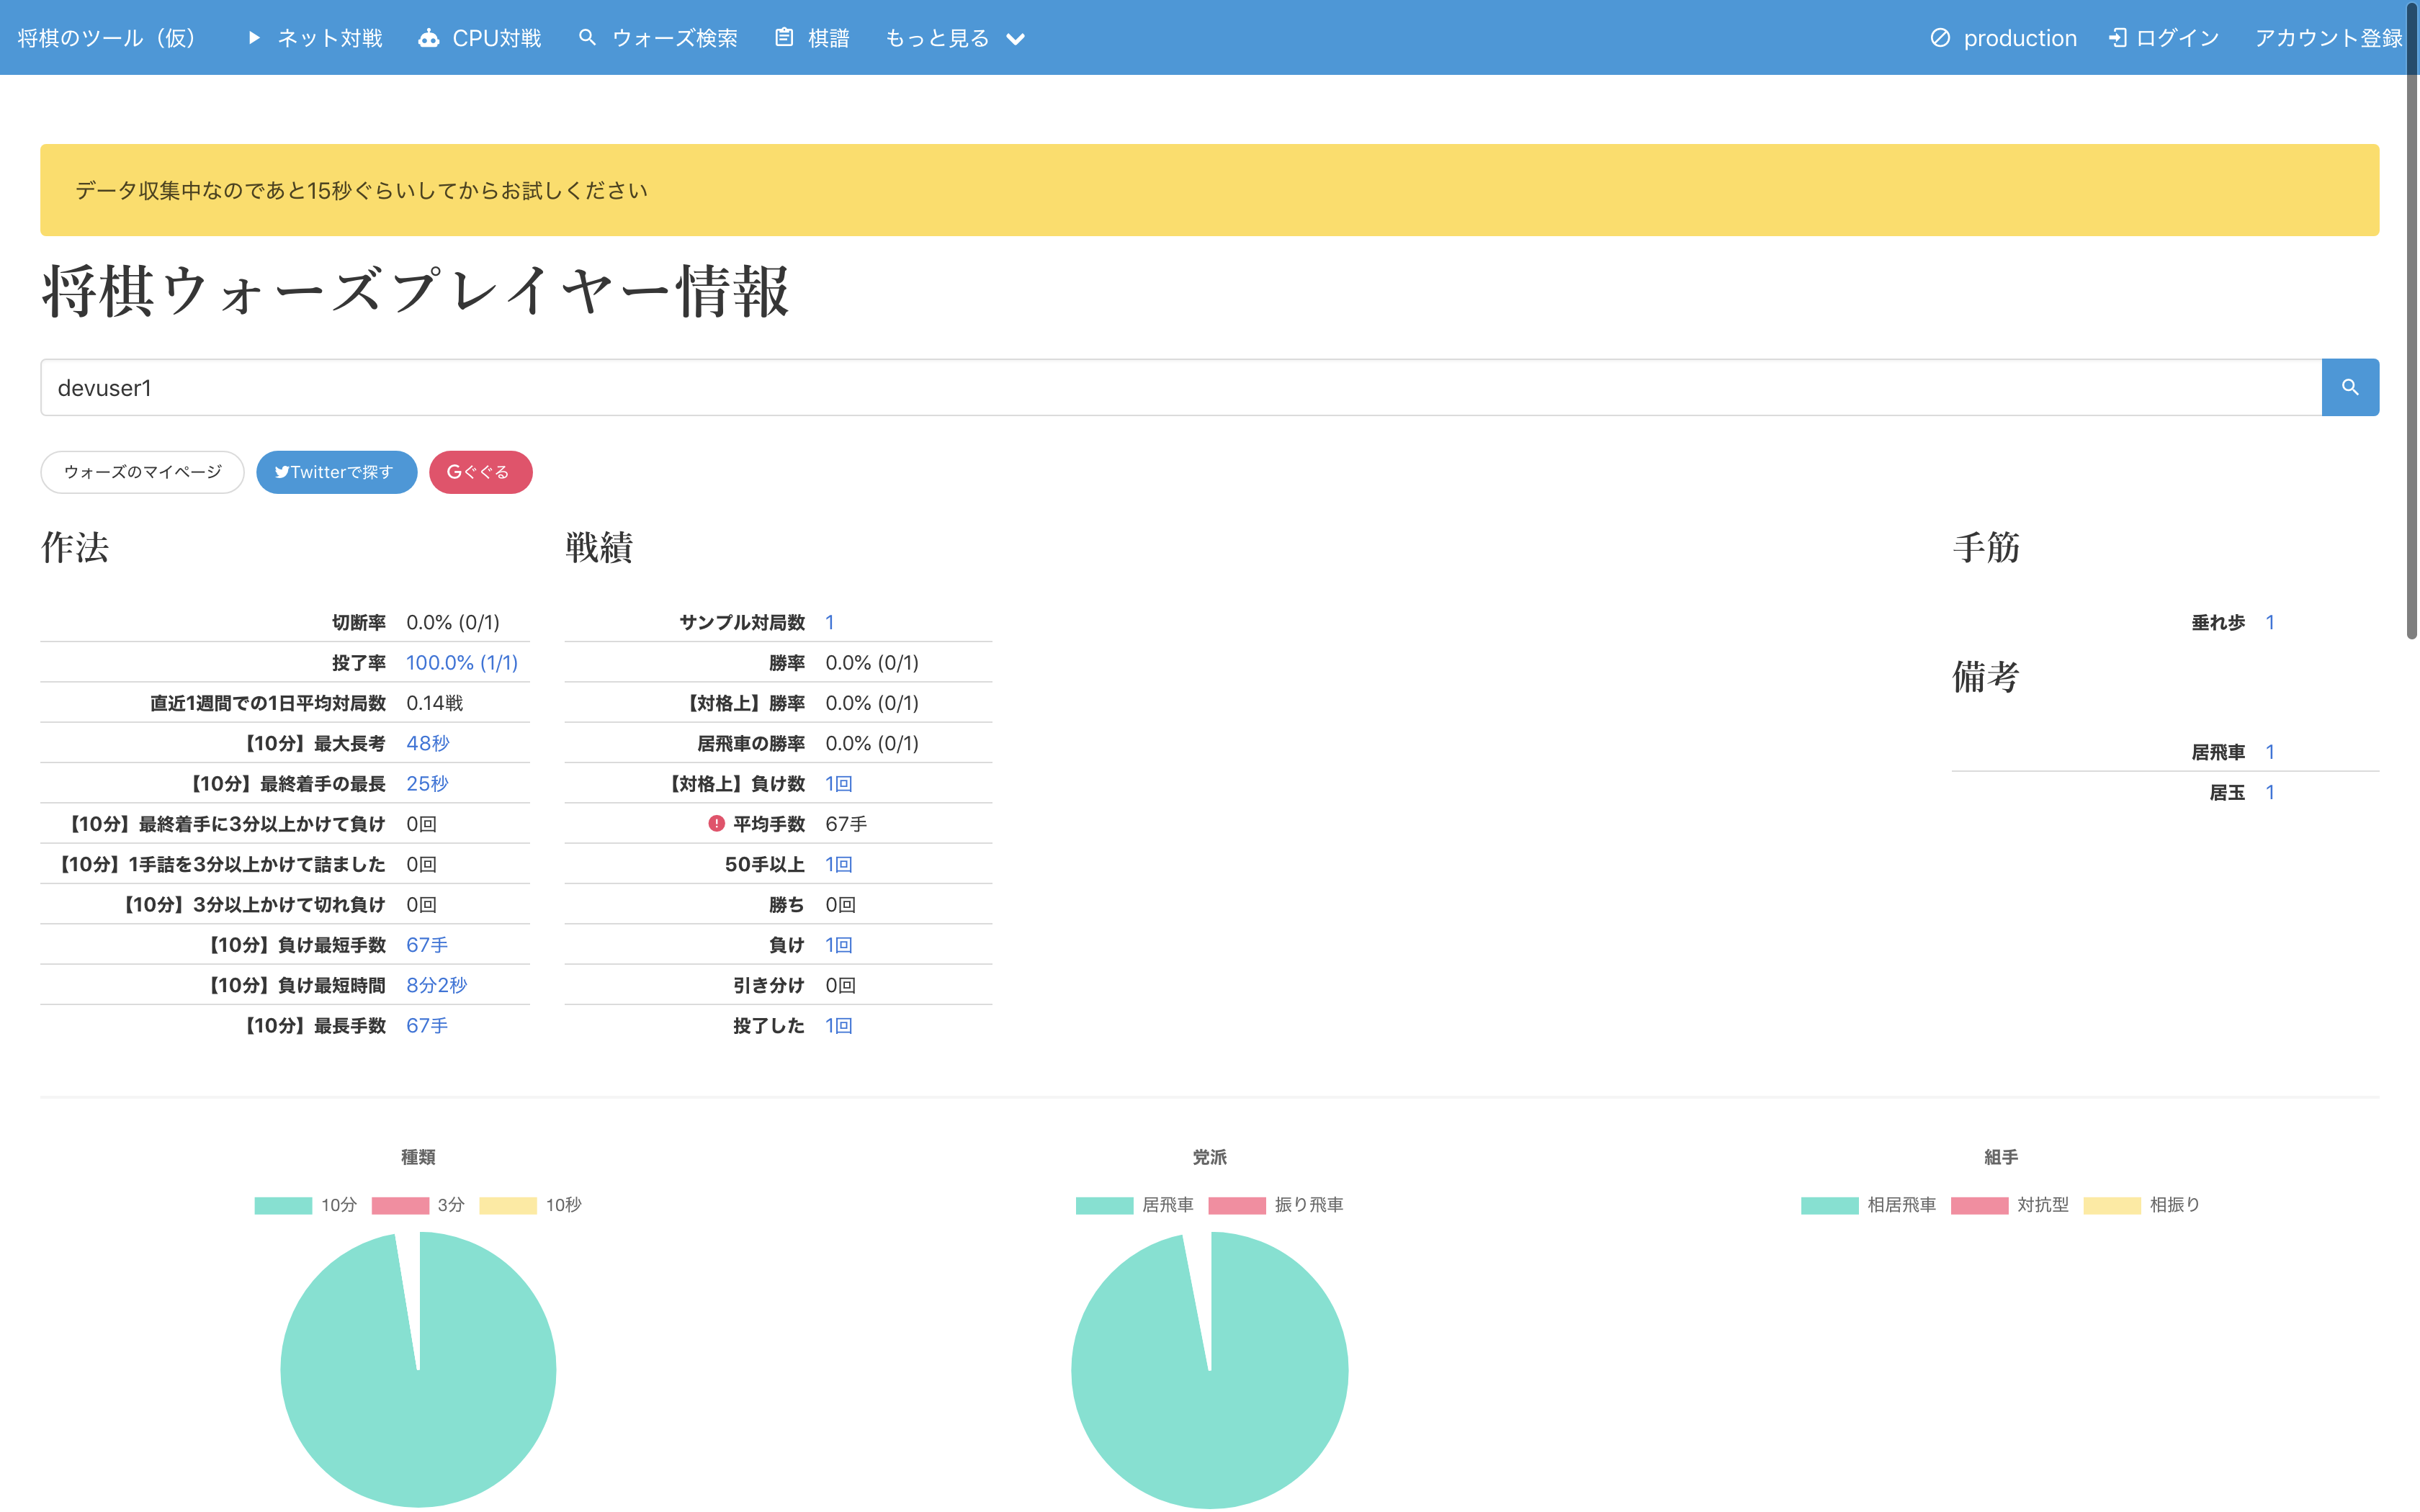 将棋のツール（仮） ネット対戦 CPU対戦 ウォーズ検索 棋譜 もっと見る production ログイン アカウント登録
データ収集中なのであと15秒ぐらいしてからお試しください
将棋ウォーズプレイヤー情報
devuser1
ウォーズのマイページ Twitterで探す Gぐぐる
作法
切断率 0.0% (0/1)
投了率 100.0% (1/1)
直近1週間での1日平均対局数 0.14戦
【10分】最大長考 48秒
【10分】最終着手の最長 25秒
【10分】最終着手に3分以上かけて負け 0回
【10分】1手詰を3分以上かけて詰ました 0回
【10分】3分以上かけて切れ負け 0回
【10分】負け最短手数 67手
【10分】負け最短時間 8分2秒
【10分】最長手数 67手
戦績
サンプル対局数 1
勝率 0.0% (0/1)
【対格上】勝率 0.0% (0/1)
居飛車の勝率 0.0% (0/1)
【対格上】負け数 1回
平均手数 67手
50手以上 1回
勝ち 0回
負け 1回
引き分け 0回
投了した 1回
手筋
垂れ歩 1
備考
居飛車 1
居玉 1
種類
10分 3分 10秒
党派
居飛車 振り飛車
組手
相居飛車 対抗型 相振り